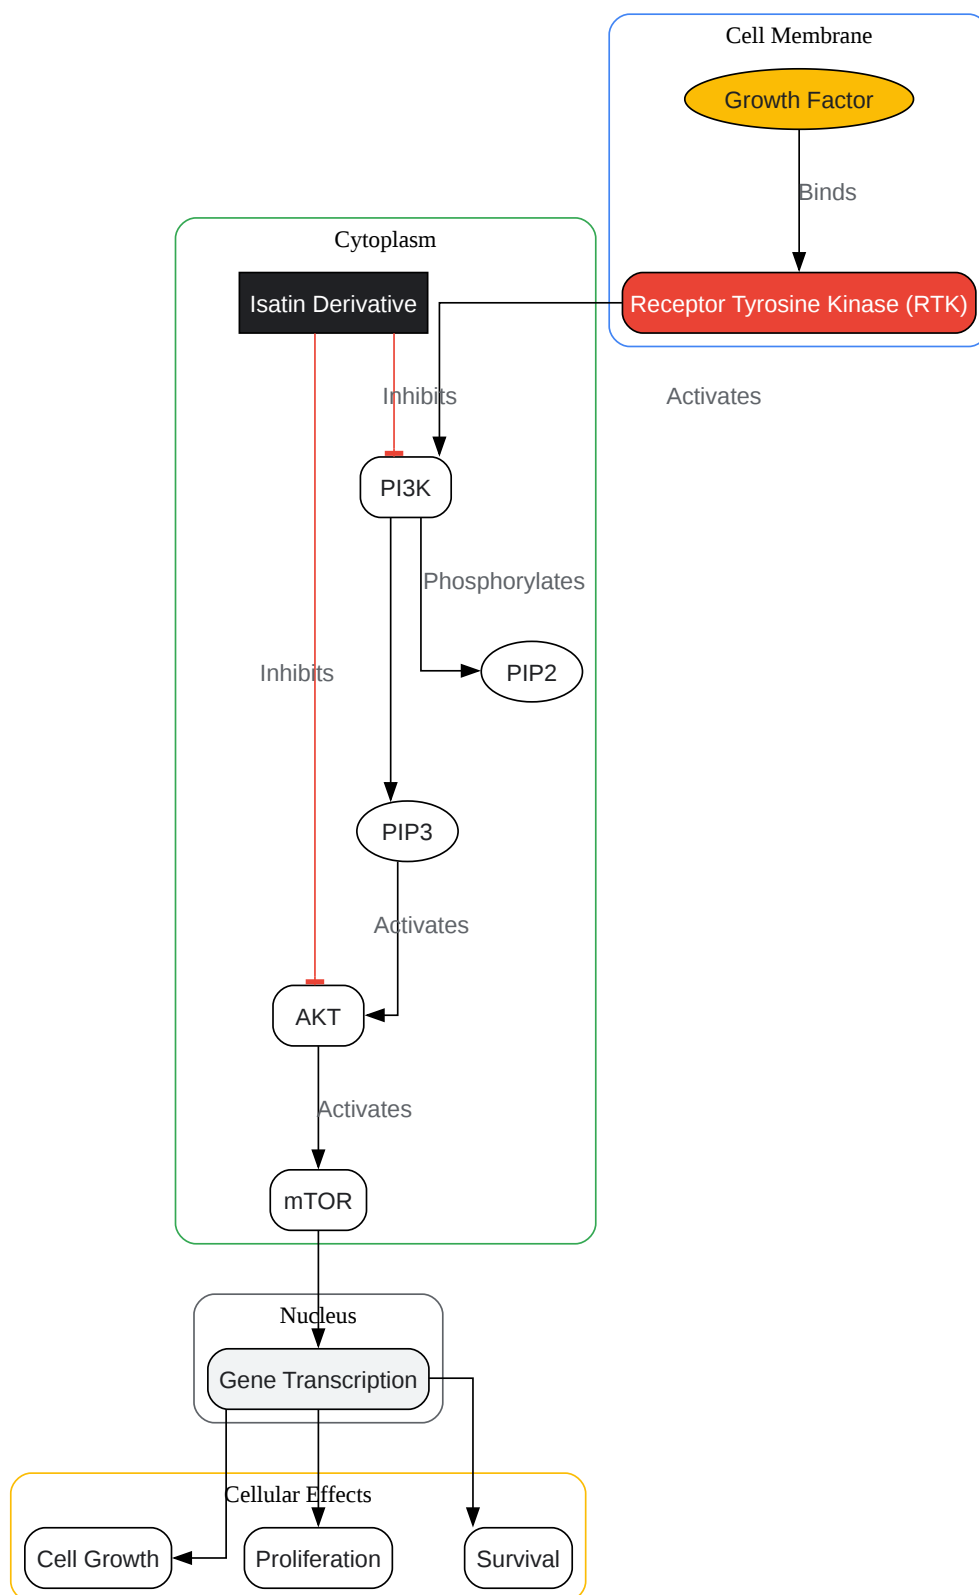 Cell Membrane
Growth Factor
Binds
Cytoplasm
Isatin Derivative
Receptor Tyrosine Kinase (RTK)
Inhibits
Activates
PI3K
Phosphorylates
Inhibits
PIP2
PIP3
Activates
AKT
Activates
mTOR
Nucleus
Gene Transcription
Cellular Effects
Cell Growth
Proliferation
Survival